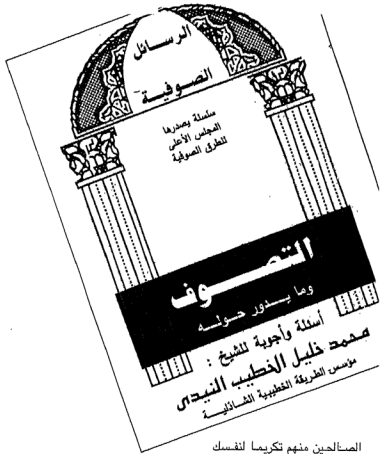 الرسائل
الصوفية
سلسلة يصدرها
المجلس الأعلى
للطرق الصوفية
التصوف
وما يدور حوله
أسئلة وأجوبة للشيخ :
محمد خليل الخطيب النيدى
مؤسس الطريقة الخطيبية الشاذلية
الصالحين منهم تكريما لنفسك